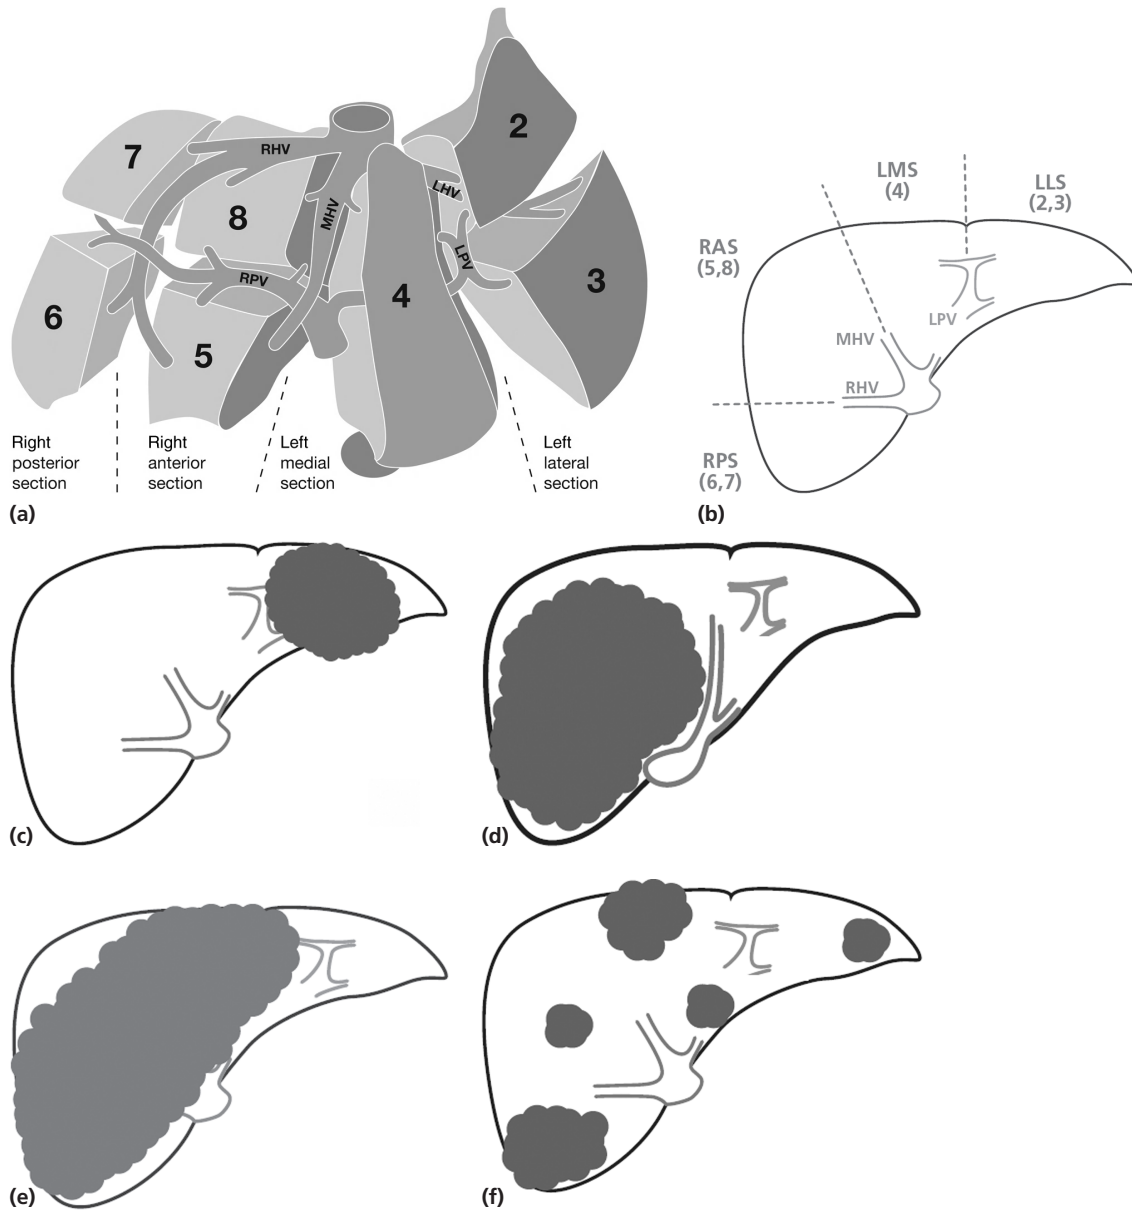 2
7
RHV
LHV
8
MHV
RPV
LPV
3
4
6
5
Right
posterior
section
Right
anterior
section
Left
medial
section
Left
lateral
section
(a)
LMS
(4)
LLS
(2,3)
RAS
(5,8)
LPV
MHV
RHV
RPS
(6,7)
(b)
(c)
(d)
(e)
(f)